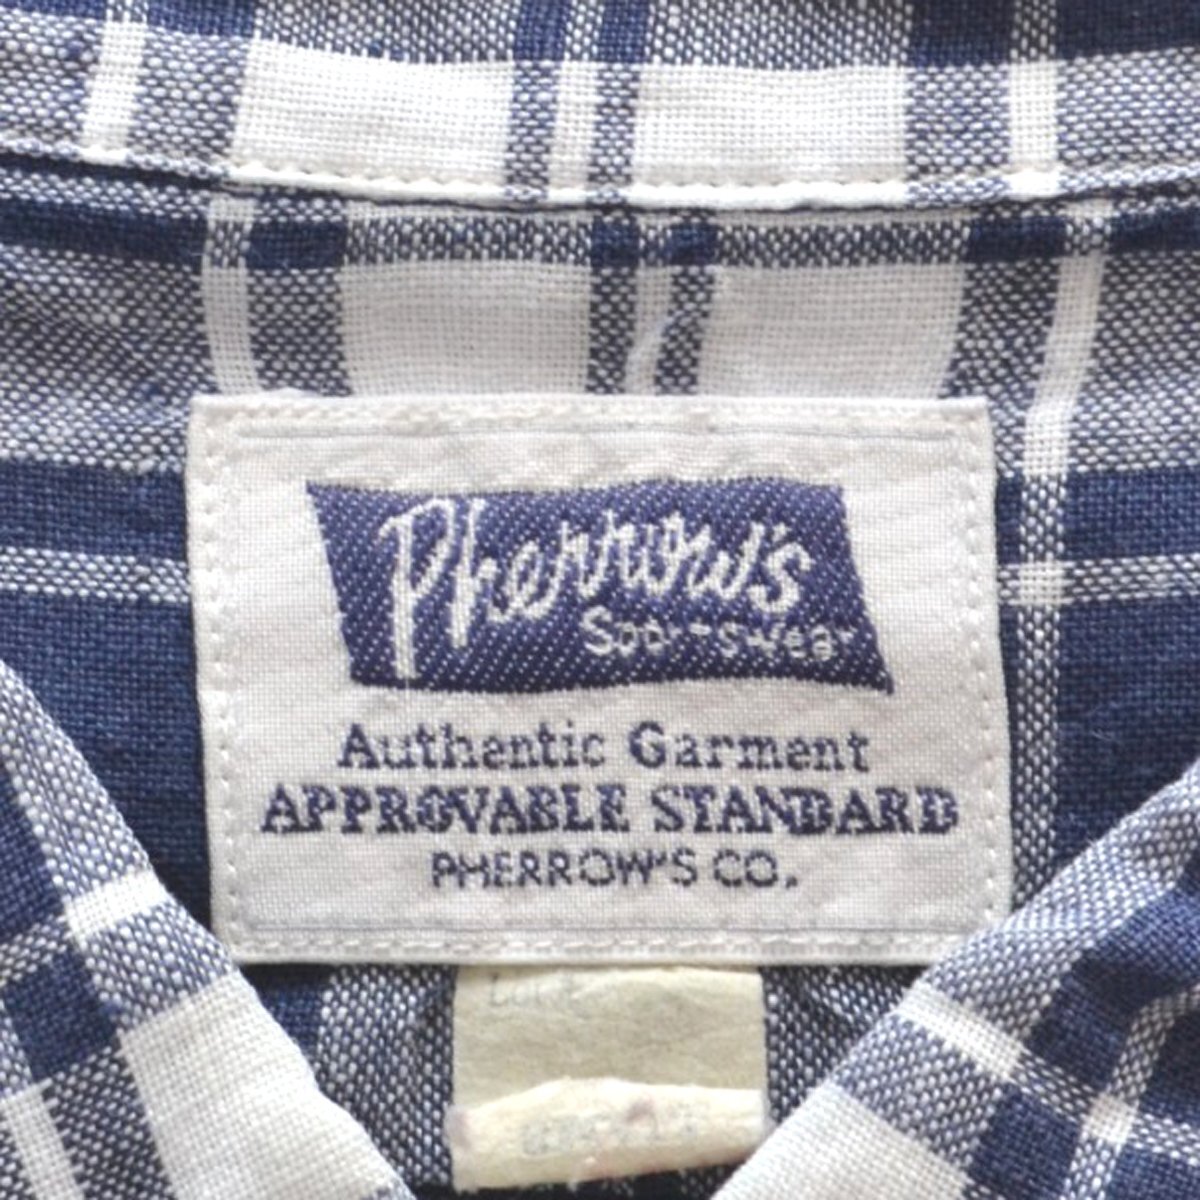 Pherrow's
Sportswear
Authentic Garment
APPROVABLE STANDARD
PHERROW'S CO.